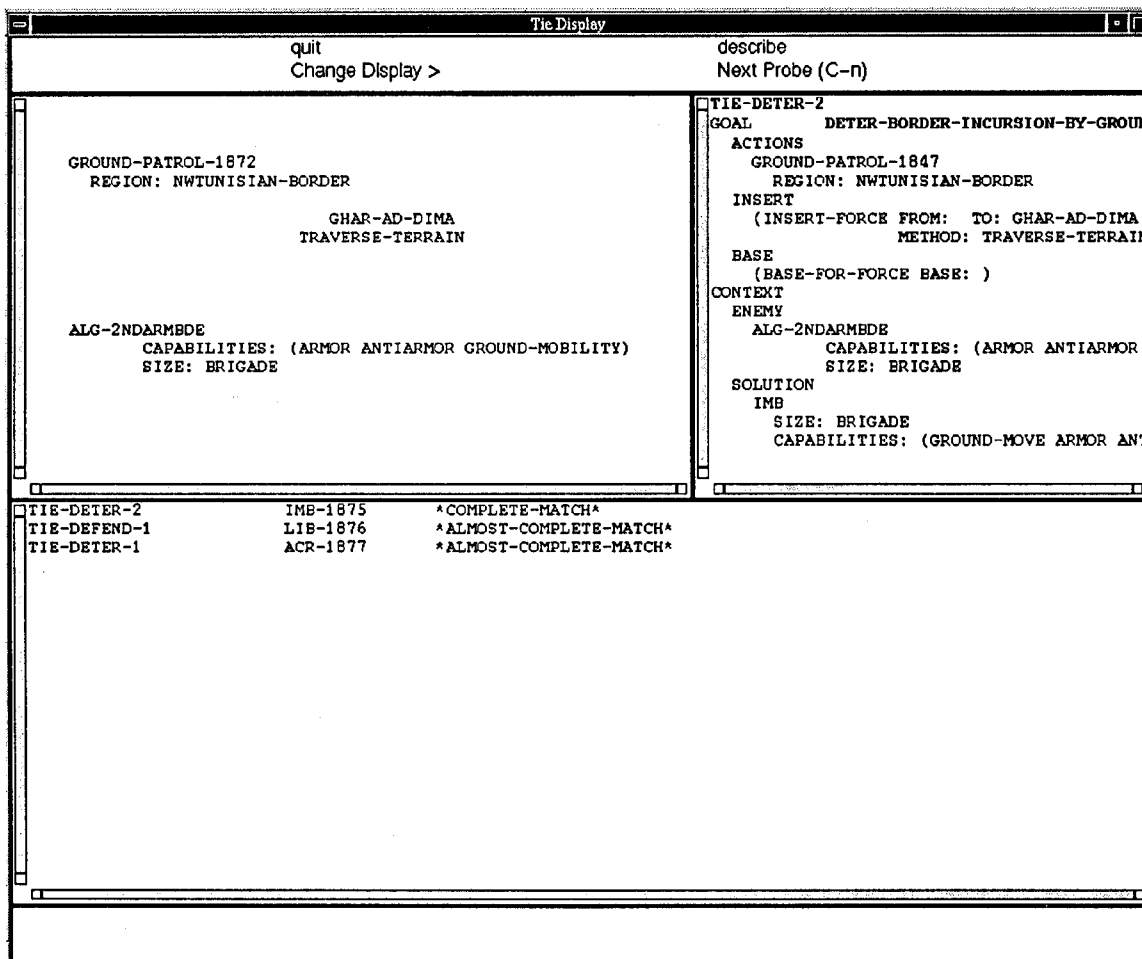 Tie Display
quit describe
Change Display > Next Probe (C-n)
GROUND-PATROL-1872
REGION: NWTUNISIAN-BORDER
GHAR-AD-DIMA
TRAVERSE-TERRAIN
ALG-2NDARMBDE
CAPABILITIES: (ARMOR ANTIARMOR GROUND-MOBILITY)
SIZE: BRIGADE
TIE-DETER-2
GOAL DETER-BORDER-INCURSION-BY-GROUN
ACTIONS
GROUND-PATROL-1847
REGION: NWTUNISIAN-BORDER
INSERT
(INSERT-FORCE FROM: TO: GHAR-AD-DIMA
METHOD: TRAVERSE-TERRAIN
BASE
(BASE-FOR-FORCE BASE: )
CONTEXT
ENEMY
ALG-2NDARMBDE
CAPABILITIES: (ARMOR ANTIARMOR
SIZE: BRIGADE
SOLUTION
IMB
SIZE: BRIGADE
CAPABILITIES: (GROUND-MOVE ARMOR ANT
TIE-DETER-2 IMB-1875 *COMPLETE-MATCH*
TIE-DEFEND-1 LIB-1876 *ALMOST-COMPLETE-MATCH*
TIE-DETER-1 ACR-1877 *ALMOST-COMPLETE-MATCH*